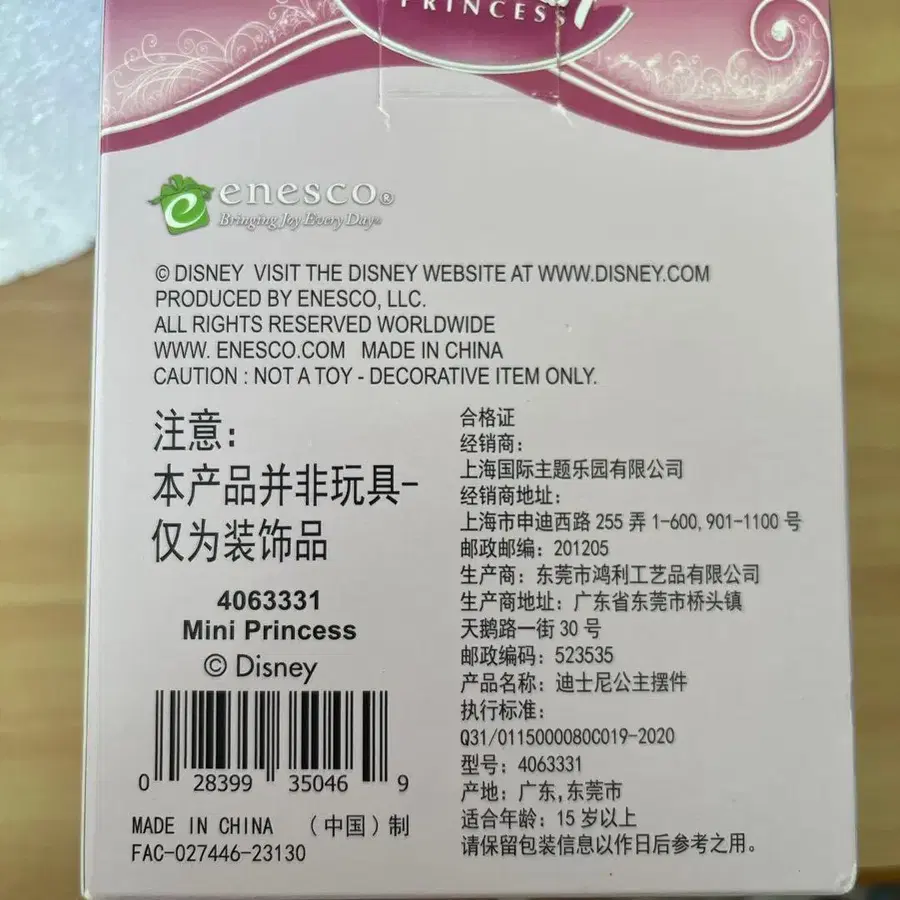 PRINCESS
enesco®
Bringing Joy Every Day®
© DISNEY VISIT THE DISNEY WEBSITE AT WWW.DISNEY.COM
PRODUCED BY ENESCO, LLC.
ALL RIGHTS RESERVED WORLDWIDE
WWW. ENESCO.COM MADE IN CHINA
CAUTION : NOT A TOY - DECORATIVE ITEM ONLY.
注意:
本产品并非玩具-
仅为装饰品
4063331
Mini Princess
© Disney
0 28399 35046 9
MADE IN CHINA （中国）制
FAC-027446-23130
合格证
经销商:
上海国际主题乐园有限公司
经销商地址:
上海市申迪西路 255 弄 1-600,901-1100 号
邮政邮编: 201205
生产商: 东莞市鸿利工艺品有限公司
生产商地址: 广东省东莞市桥头镇
天鹅路一街 30 号
邮政编码: 523535
产品名称: 迪士尼公主摆件
执行标准:
Q31/0115000080C019-2020
型号: 4063331
产地: 广东,东莞市
适合年龄: 15 岁以上
请保留包装信息以作日后参考之用。